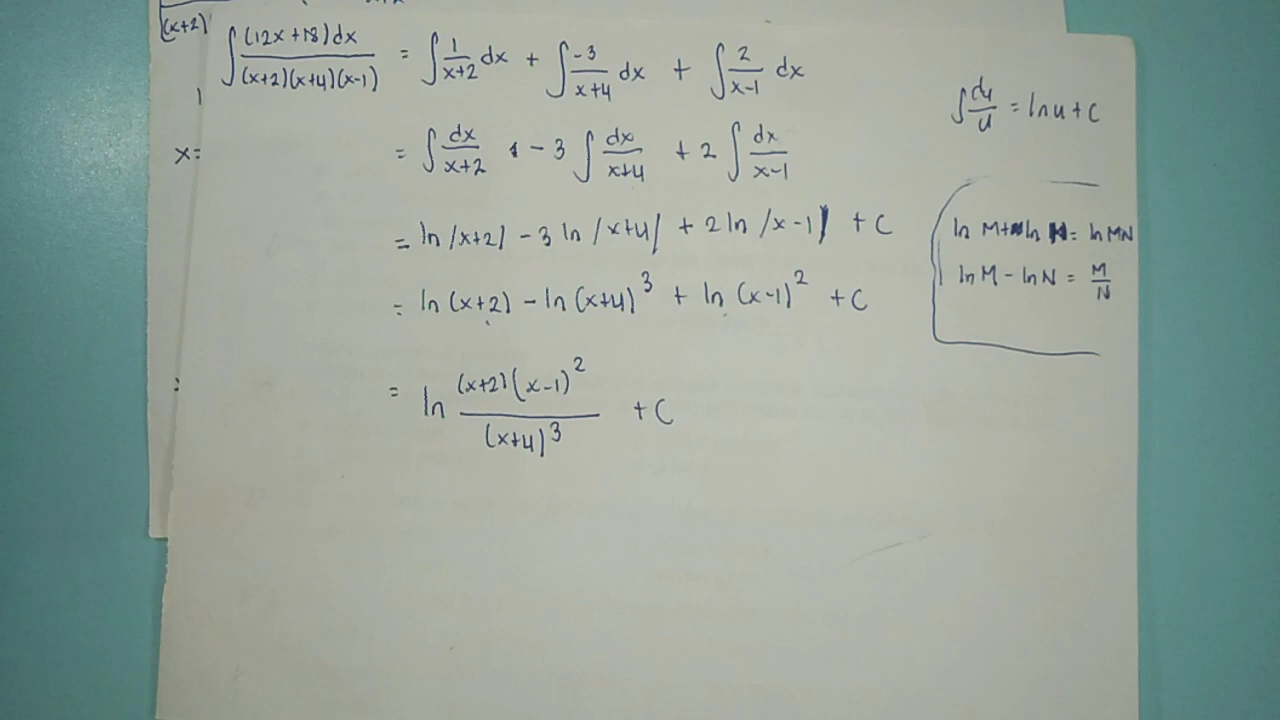 (x+2)
∫ (12x+18)dx / (x+2)(x+4)(x-1) = ∫ 1/x+2 dx + ∫ -3/x+4 dx + ∫ 2/x-1 dx
∫ du/u = ln u + C
x=
= ∫ dx/x+2 - 3 ∫ dx/x+4 + 2 ∫ dx/x-1
= ln |x+2| - 3 ln |x+4| + 2 ln |x-1| + C
ln M + ln N = ln MN
ln M - ln N = M/N
= ln (x+2) - ln (x+4)³ + ln (x-1)² + C
=
= ln (x+2)(x-1)² / (x+4)³ + C